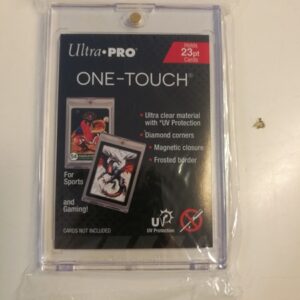 Ultra•PRO
Holds
23pt
Cards
ONE-TOUCH®
• Ultra clear material
with *UV Protection
• Diamond corners
• Magnetic closure
• Frosted border
For
Sports
and
Gaming!
CARDS NOT INCLUDED
UV
UV Protection